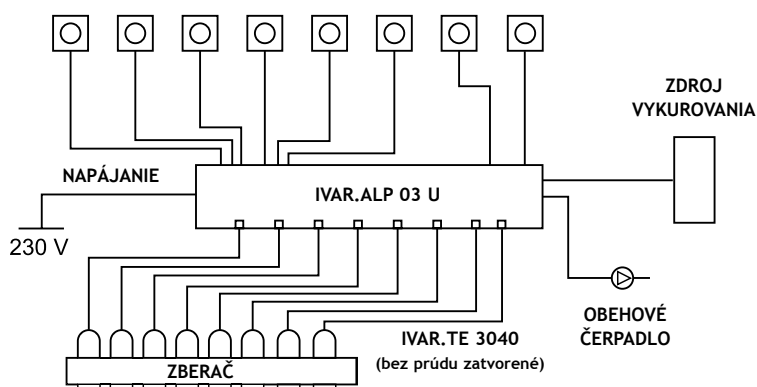 ZDROJ
VYKUROVANIA
NAPÁJANIE
IVAR.ALP 03 U
230 V
OBEHOVÉ
ČERPADLO
IVAR.TE 3040
(bez prúdu zatvorené)
ZBERAČ